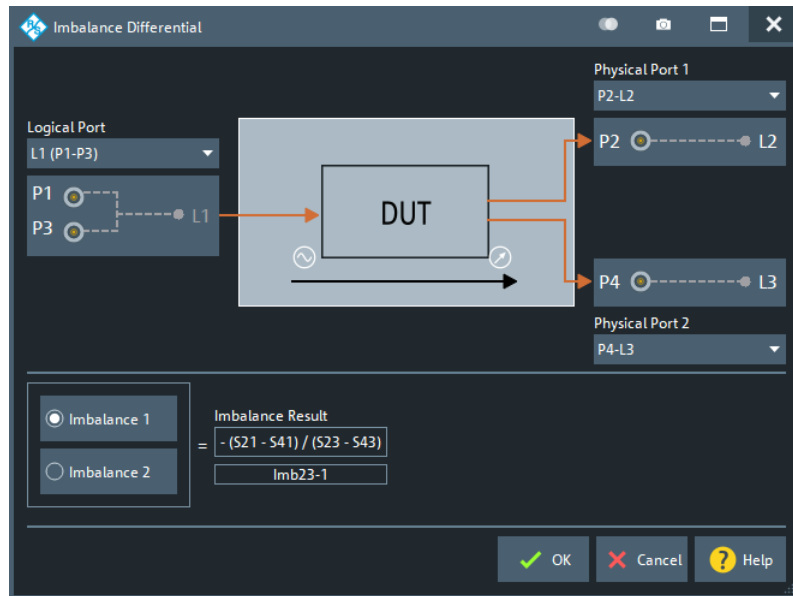 Imbalance Differential
Physical Port 1
P2-L2
Logical Port
L1 (P1-P3)
P2
L2
P1
P3
L1
DUT
P4
L3
Physical Port 2
P4-L3
Imbalance 1
Imbalance 2
=
Imbalance Result
- (S21 - S41) / (S23 - S43)
Imb23-1
OK
Cancel
? Help